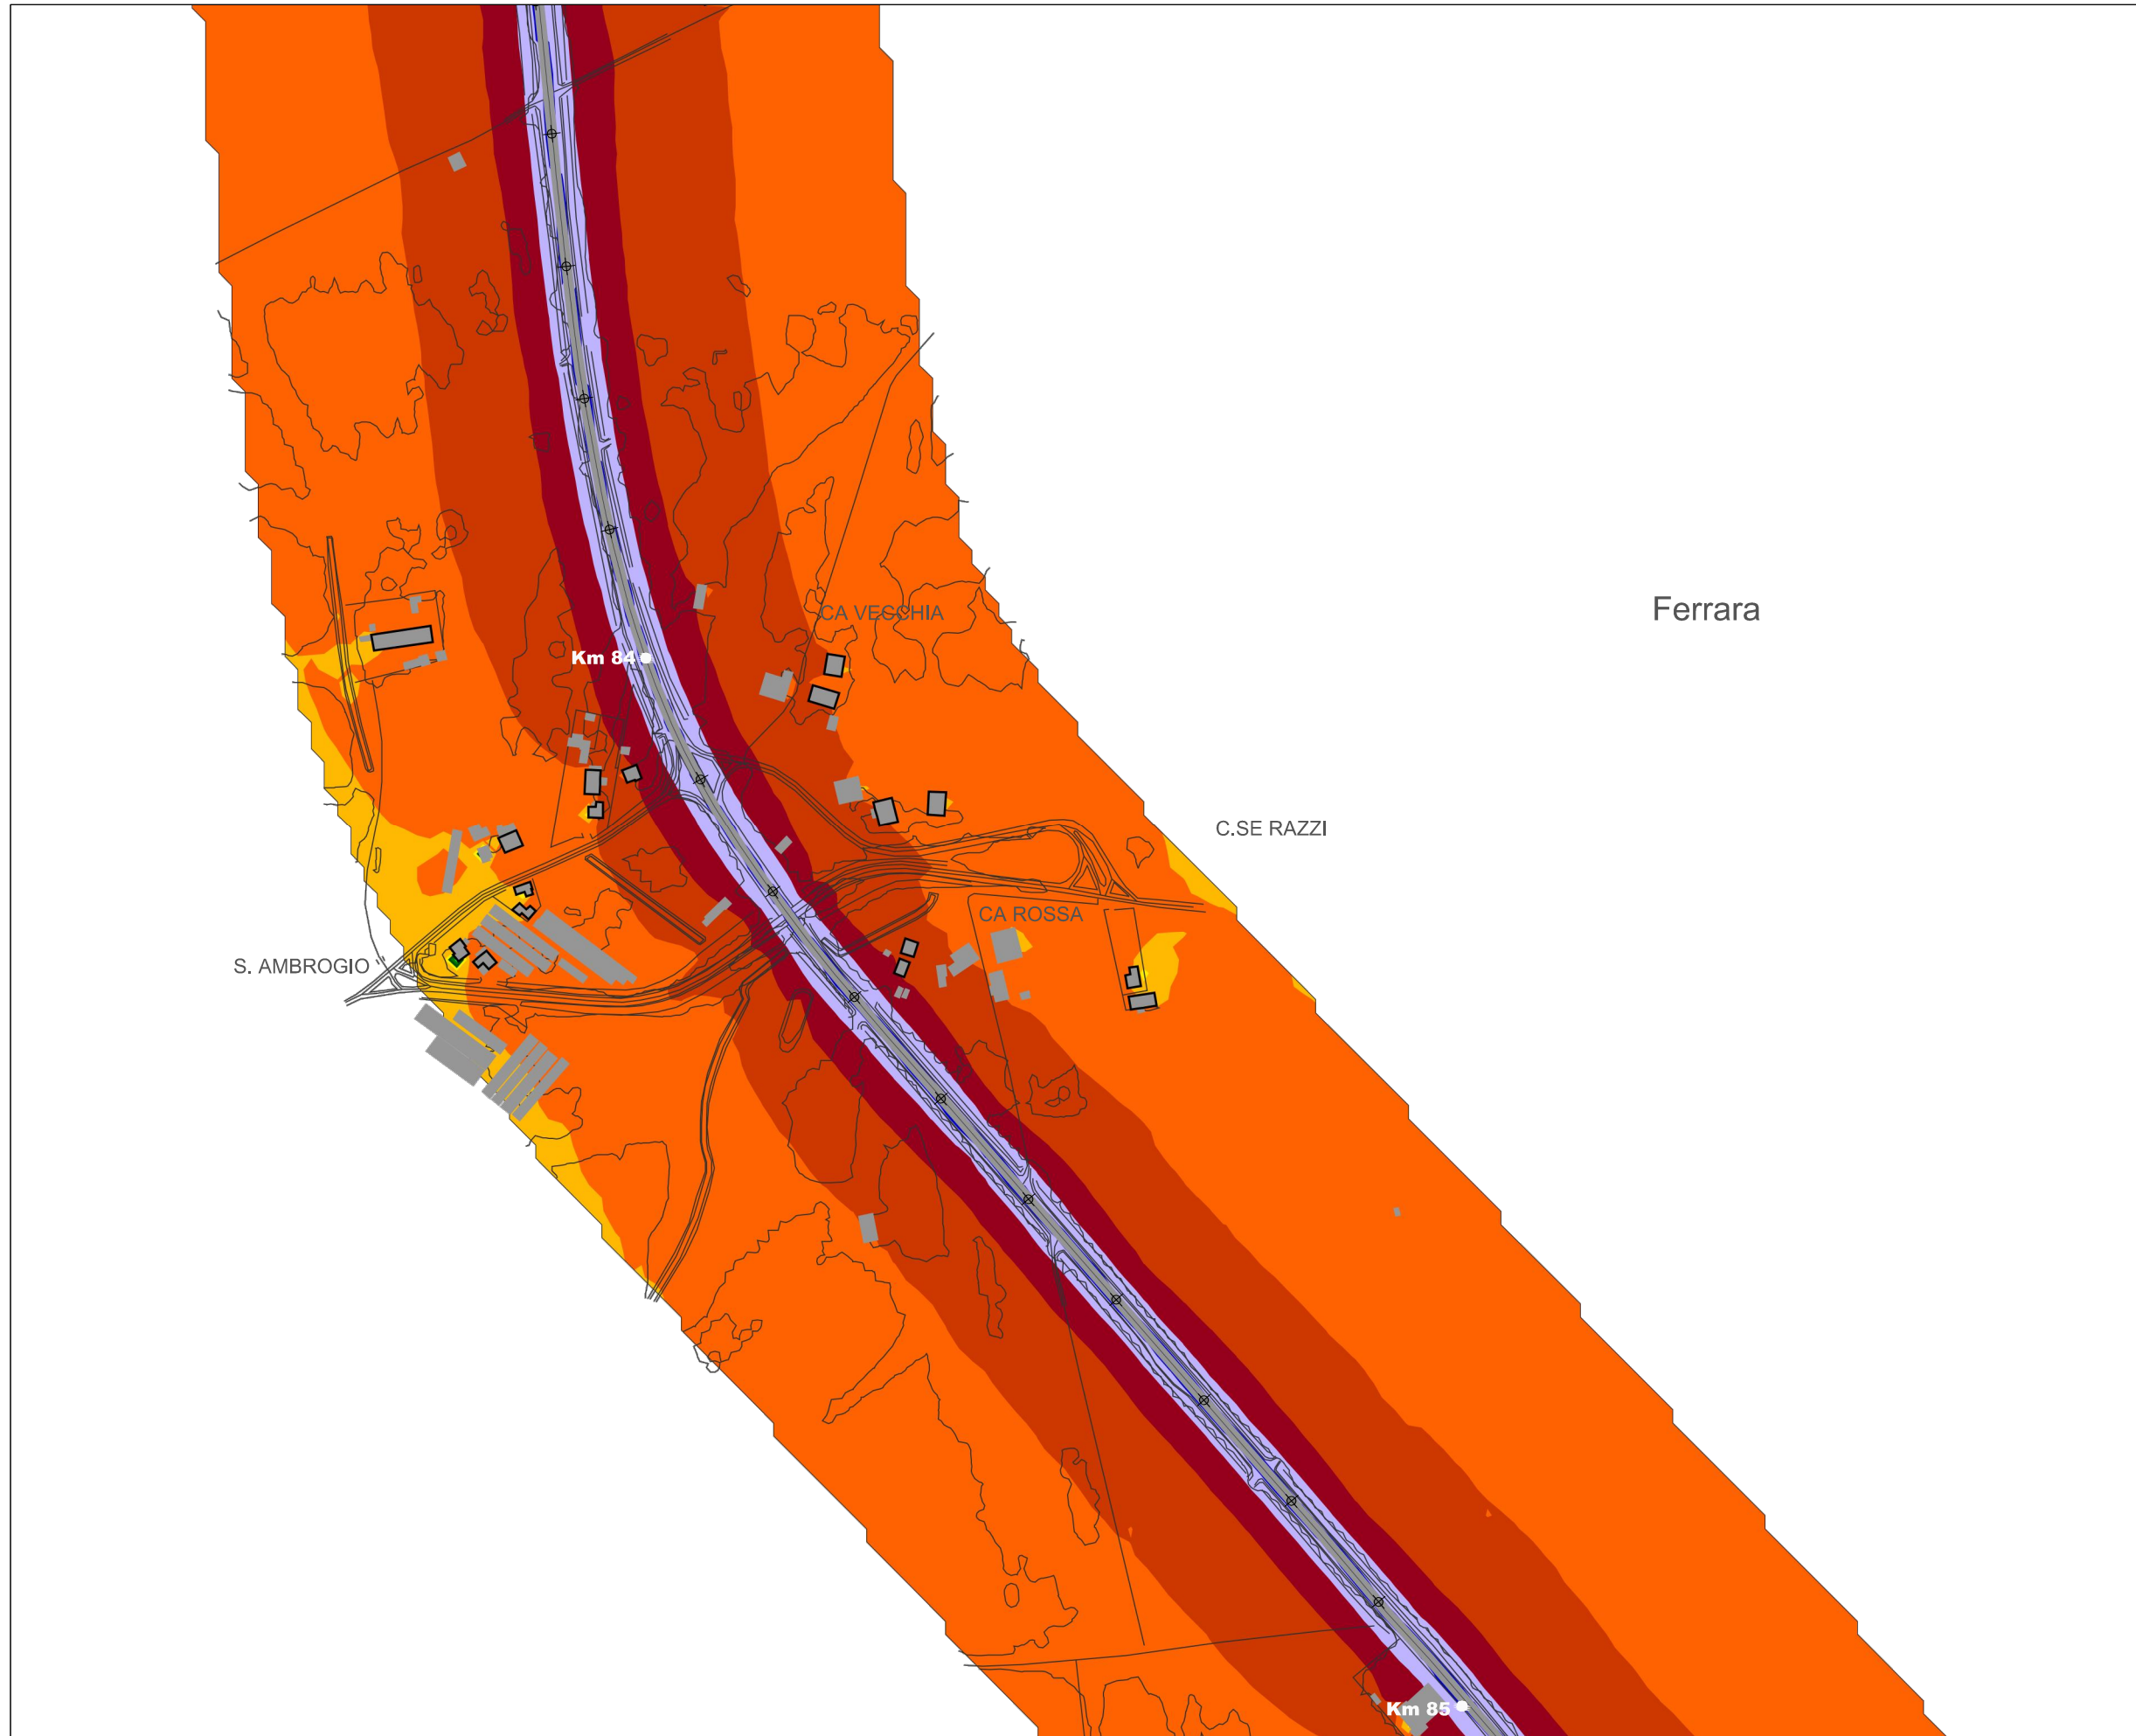 Ferrara
CA VECCHIA
Km 84
C.SE RAZZI
CA ROSSA
S. AMBROGIO
Km 85